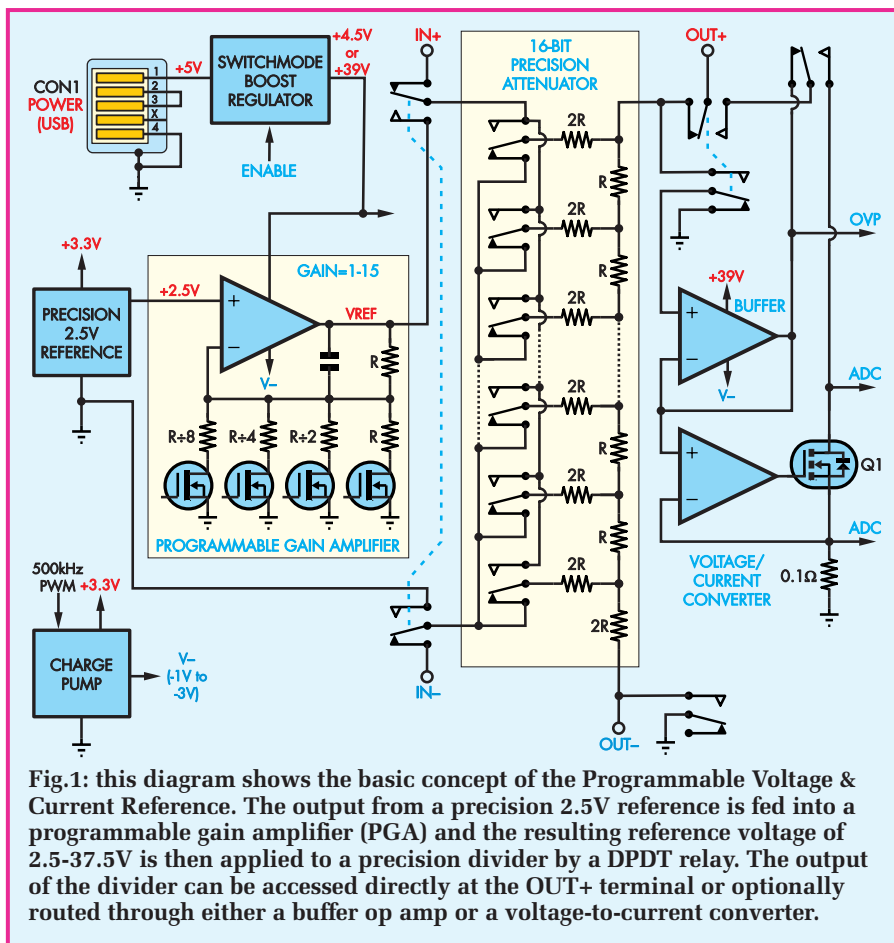 CON1
POWER
(USB)
1
2
3
X
4
+5V
SWITCHMODE
BOOST
REGULATOR
ENABLE
+4.5V
or
+39V
IN+
16-BIT
PRECISION
ATTENUATOR
OUT+
2R
R
2R
R
2R
2R
R
2R
R
2R
2R
+3.3V
PRECISION
2.5V
REFERENCE
+2.5V
GAIN=1-15
+
−
VREF
V–
R
R÷8
R÷4
R÷2
R
PROGRAMMABLE GAIN AMPLIFIER
OVP
+39V
BUFFER
+
−
V–
ADC
+
−
Q1
ADC
VOLTAGE/
CURRENT
CONVERTER
0.1Ω
500kHz
PWM
+3.3V
CHARGE
PUMP
V–
(-1V to
-3V)
IN–
OUT–
Fig.1: this diagram shows the basic concept of the Programmable Voltage &
Current Reference. The output from a precision 2.5V reference is fed into a
programmable gain amplifier (PGA) and the resulting reference voltage of
2.5-37.5V is then applied to a precision divider by a DPDT relay. The output
of the divider can be accessed directly at the OUT+ terminal or optionally
routed through either a buffer op amp or a voltage-to-current converter.